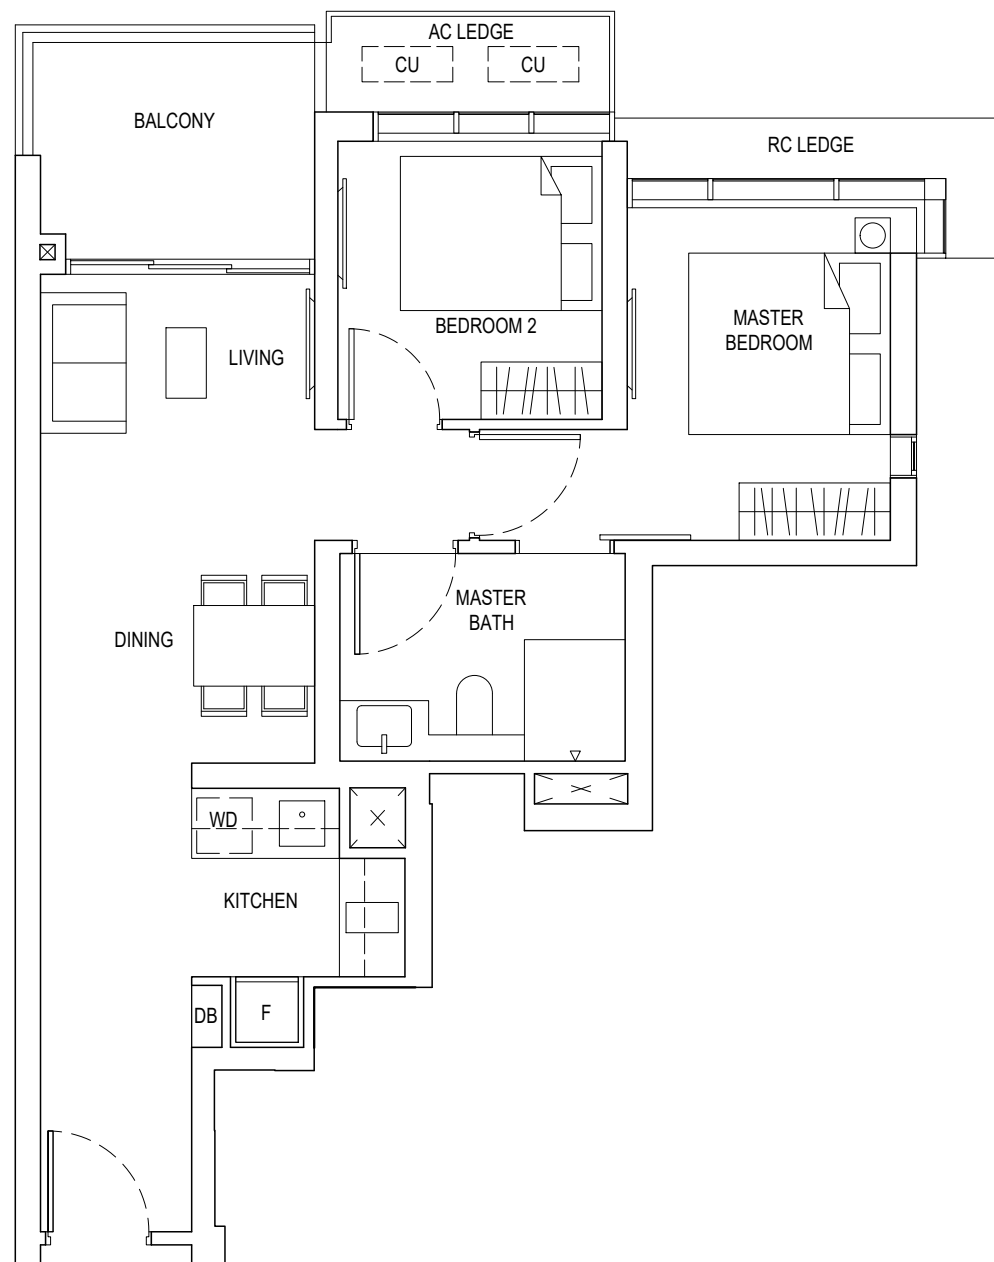 AC LEDGE
CU
CU
BALCONY
RC LEDGE
BEDROOM 2
MASTER
BEDROOM
LIVING
MASTER
BATH
DINING
WD
KITCHEN
DB
F